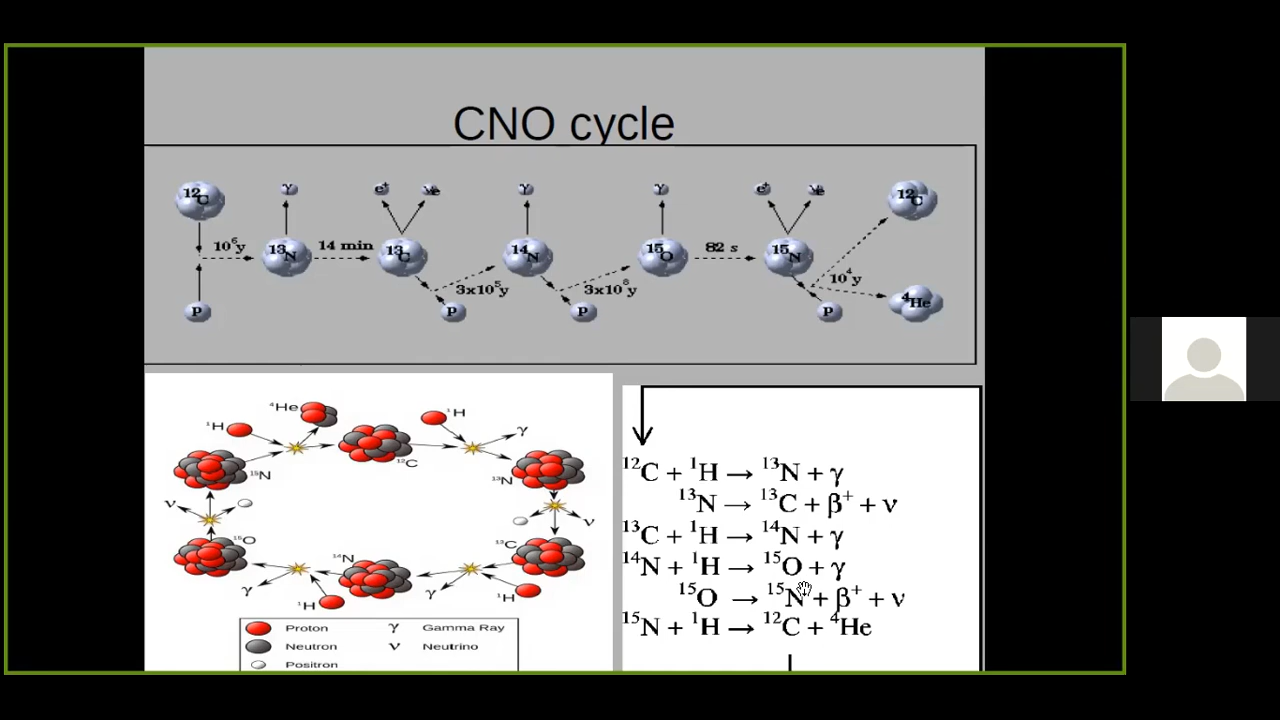 CNO cycle
¹²C γ e⁺ νe γ γ e⁺ νe ¹²C
10⁶y ¹³N 14 min ¹³C ¹⁴N ¹⁵O 82 s ¹⁵N
3x10⁵y 3x10⁸y 10⁴y
P P P P ⁴He
⁴He ¹H
¹H γ
¹²C
¹⁵N ¹³N
ν ν
¹⁵O ¹³C
¹⁴N
γ γ ¹H
¹H
Proton γ Gamma Ray
Neutron ν Neutrino
Positron
¹²C + ¹H → ¹³N + γ
¹³N → ¹³C + β⁺ + ν
¹³C + ¹H → ¹⁴N + γ
¹⁴N + ¹H → ¹⁵O + γ
¹⁵O → ¹⁵N + β⁺ + ν
¹⁵N + ¹H → ¹²C + ⁴He